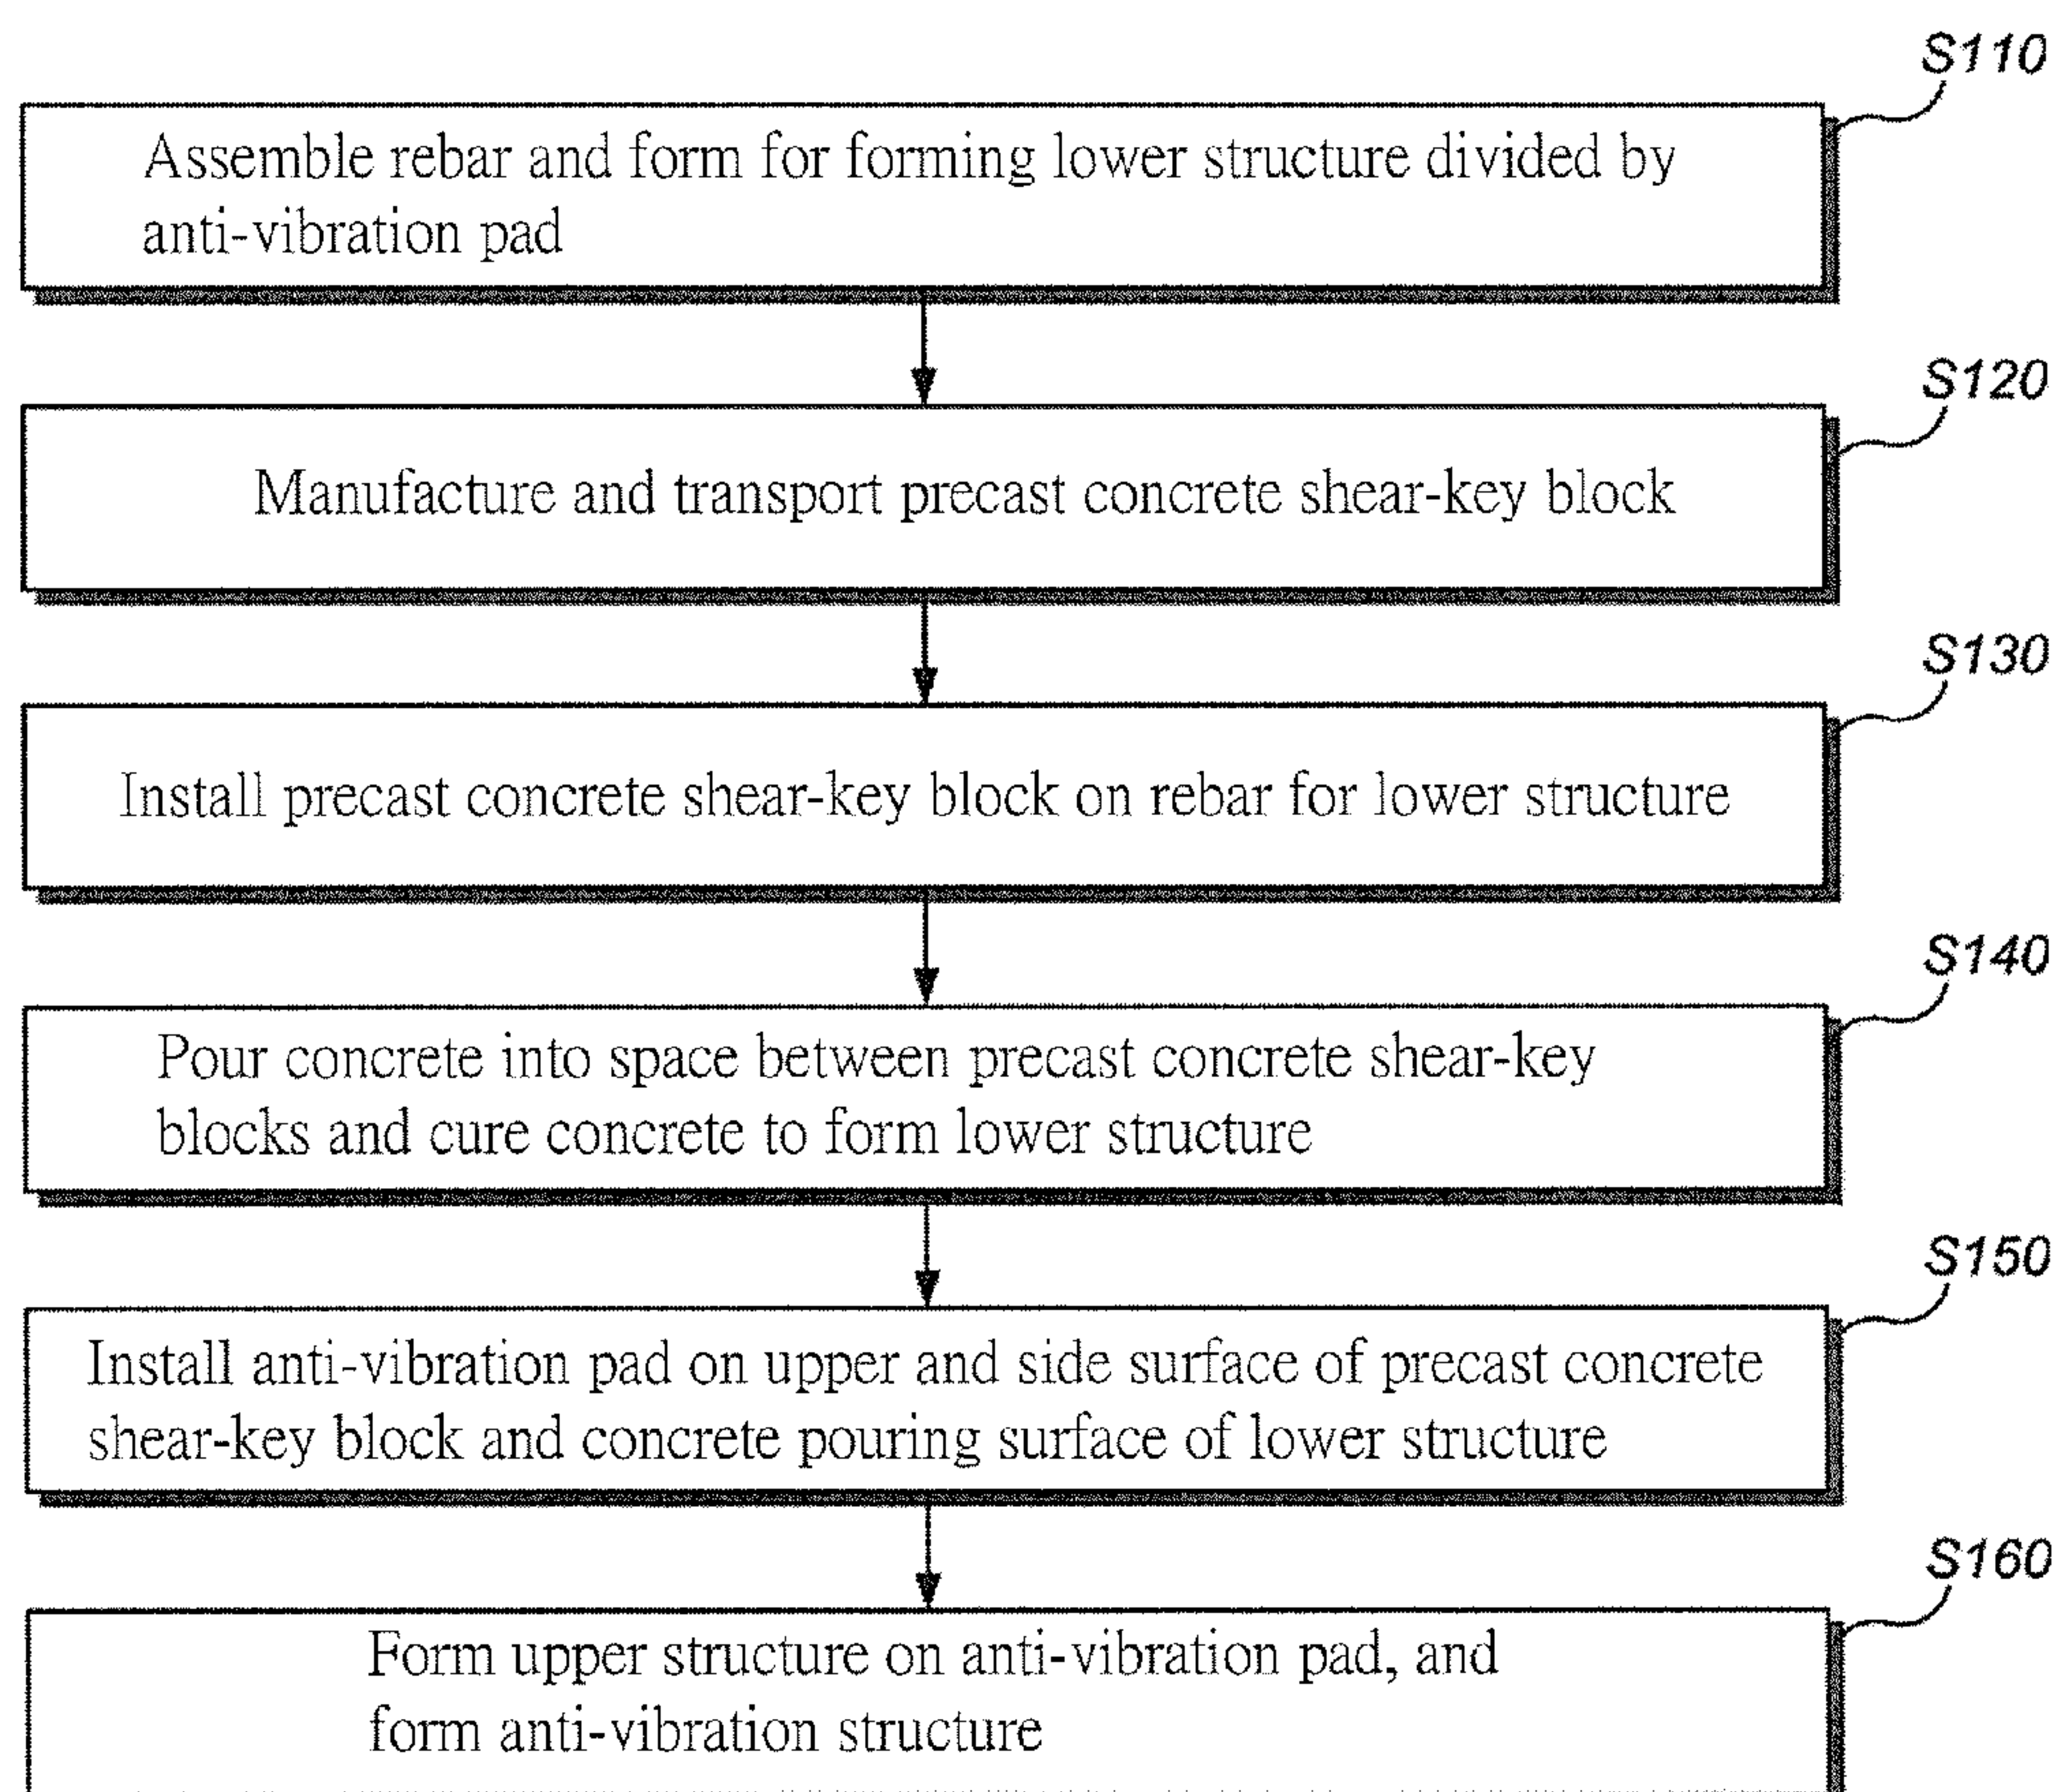 S110
Assemble rebar and form for forming lower structure divided by
anti-vibration pad
S120
Manufacture and transport precast concrete shear-key block
S130
Install precast concrete shear-key block on rebar for lower structure
S140
Pour concrete into space between precast concrete shear-key
blocks and cure concrete to form lower structure
S150
Install anti-vibration pad on upper and side surface of precast concrete
shear-key block and concrete pouring surface of lower structure
S160
Form upper structure on anti-vibration pad, and
form anti-vibration structure